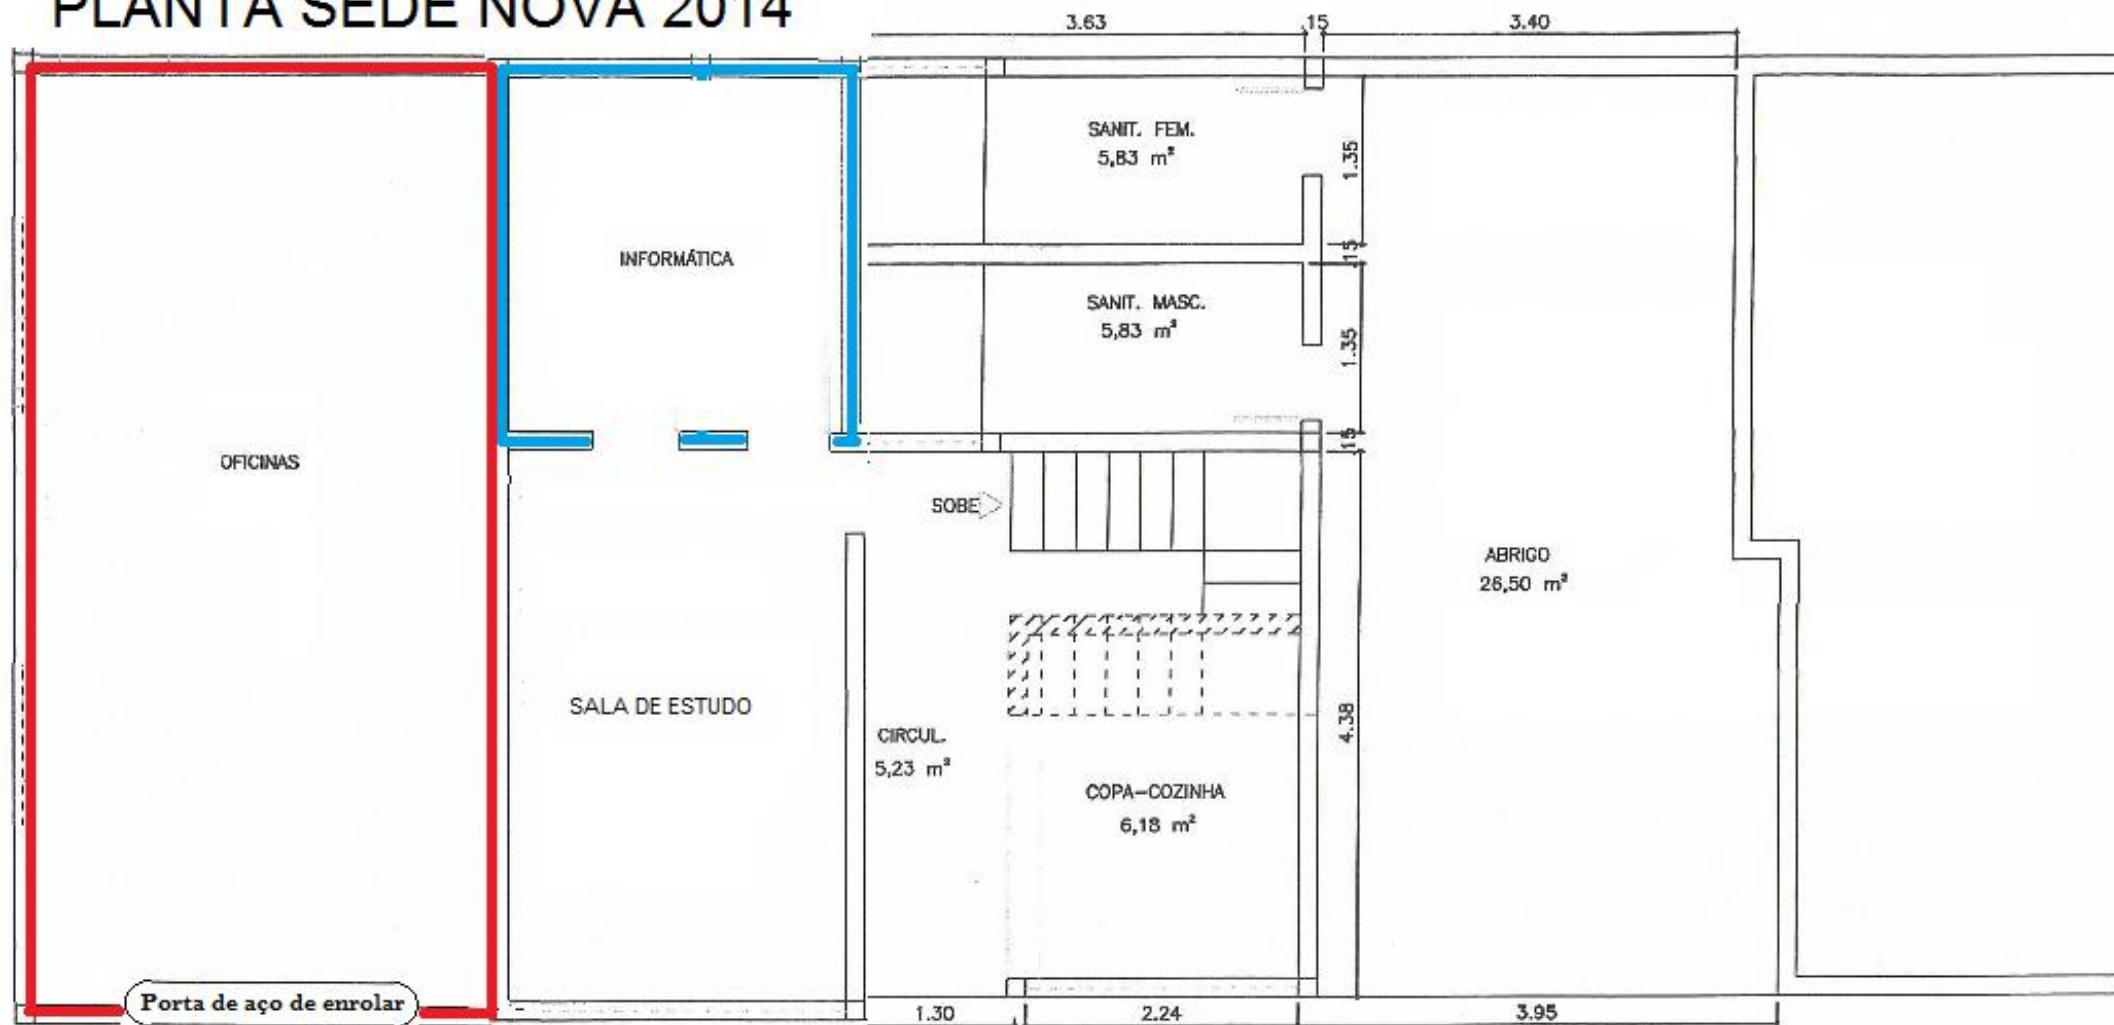 PLANTA SEDE NOVA 2014
3.63
.15
3.40
SANIT. FEM.
5,83 m²
1.35
INFORMÁTICA
.15
SANIT. MASC.
5,83 m²
1.35
.15
OFICINAS
SOBE
ABRIGO
26,50 m²
SALA DE ESTUDO
4.38
CIRCUL.
5,23 m²
COPA-COZINHA
6,18 m²
Porta de aço de enrolar
1.30
2.24
3.95